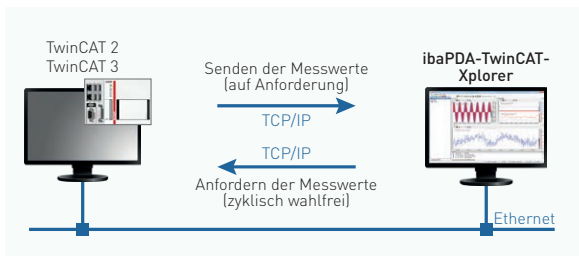 TwinCAT 2
TwinCAT 3
Senden der Messwerte
(auf Anforderung)
TCP/IP
TCP/IP
Anfordern der Messwerte
(zyklisch wahlfrei)
ibaPDA-TwinCAT-
Xplorer
Ethernet